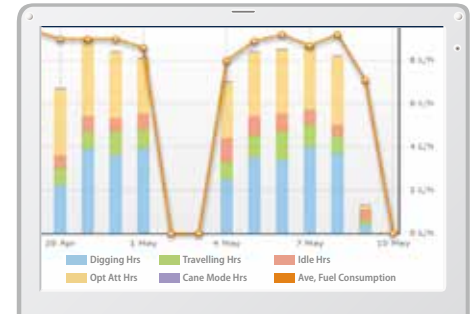 8 L/h
6 L/h
4 L/h
2 L/h
0 L/h
28 Apr 1 May 4 May 7 May 10 May
Digging Hrs Travelling Hrs Idle Hrs
Opt Att Hrs Cane Mode Hrs Ave, Fuel Consumption